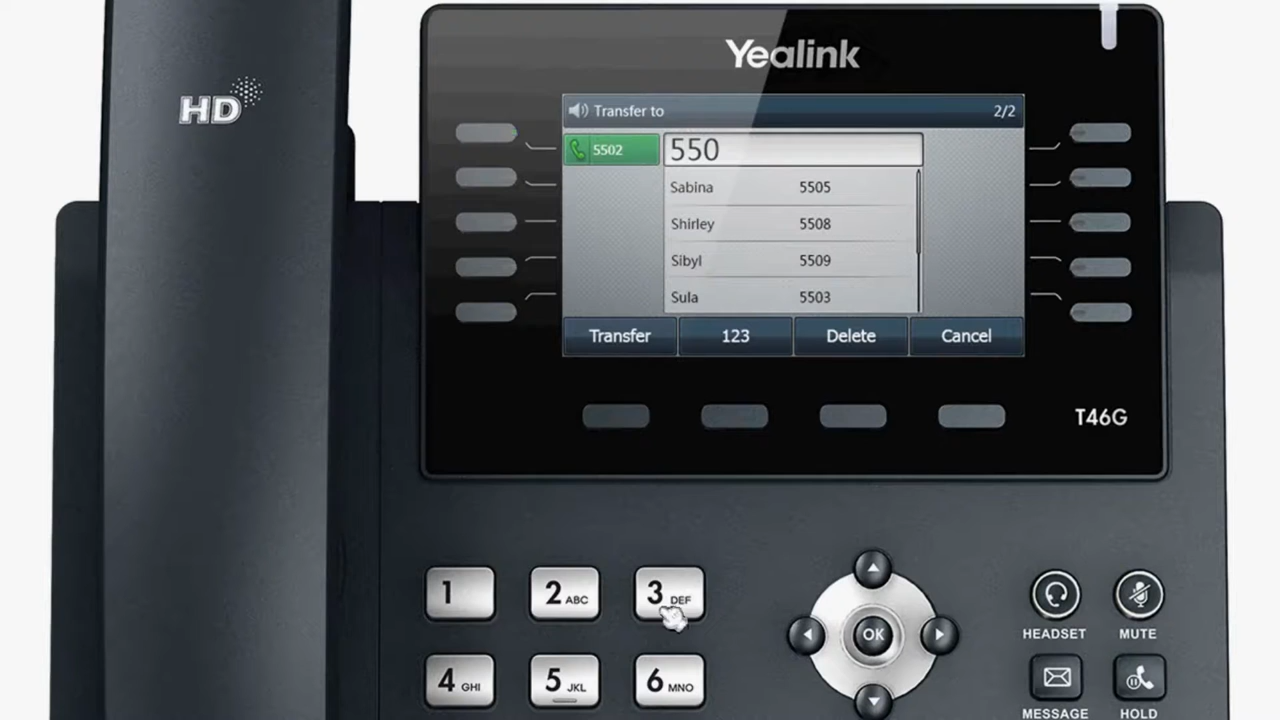 HD
Yealink
Transfer to 2/2
5502 550
Sabina 5505
Shirley 5508
Sibyl 5509
Sula 5503
Transfer 123 Delete Cancel
T46G
1 2 ABC 3 DEF
OK
HEADSET MUTE
4 GHI 5 JKL 6 MNO
MESSAGE HOLD